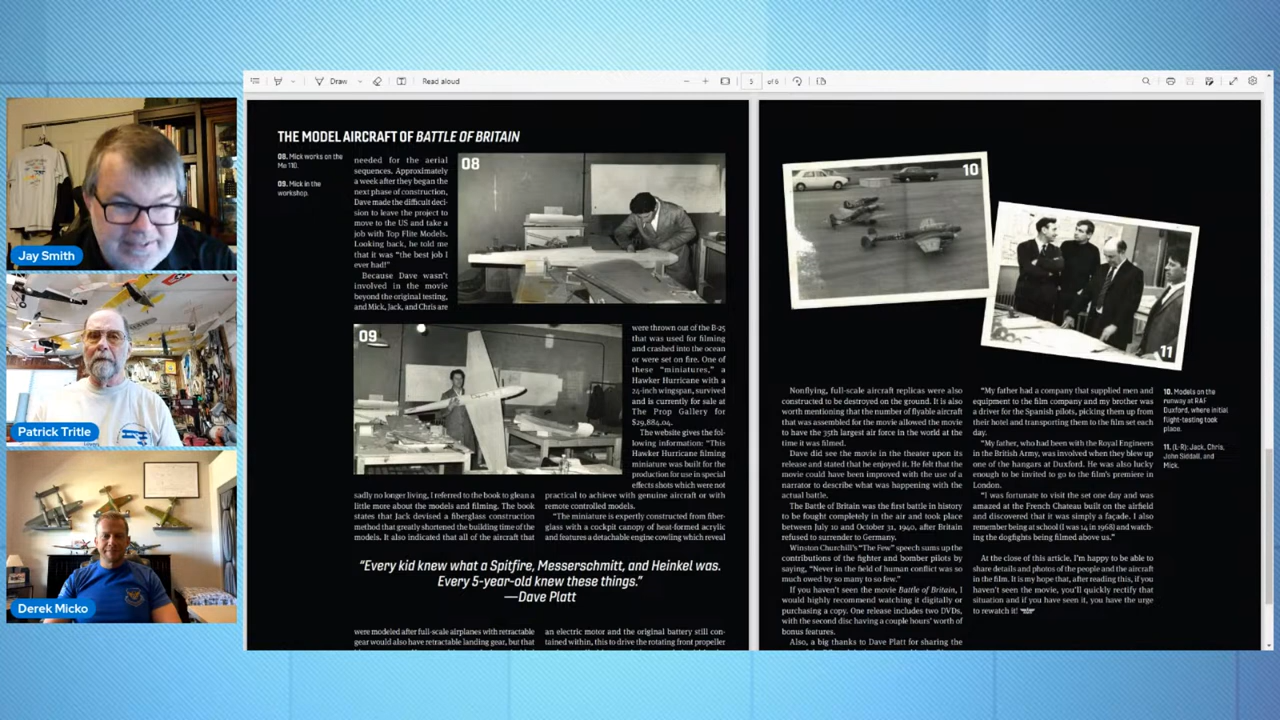 Draw
Read aloud
5 of 6
THE MODEL AIRCRAFT OF BATTLE OF BRITAIN
08. Mick works on the
Me 110.
09. Mick in the
workshop.
needed for the aerial
sequences. Approximately
a week after they began the
next phase of construction,
Dave made the difficult deci-
sion to leave the project to
move to the US and take a
job with Top Flite Models.
Looking back, he told me
that it was “the best job I
ever had!”
Because Dave wasn’t
involved in the movie
beyond the original testing,
and Mick, Jack, and Chris are
08
09
were thrown out of the B-25
that was used for filming
and crashed into the ocean
or were set on fire. One of
these “miniatures,” a
Hawker Hurricane with a
74-inch wingspan, survived
and is currently for sale at
The Prop Gallery for
$29,884.04.
The website gives the fol-
lowing information: “This
Hawker Hurricane filming
miniature was built for the
production for use in special
effects shots which were not
sadly no longer living, I referred to the book to glean a
little more about the models and filming. The book
states that Jack devised a fiberglass construction
method that greatly shortened the building time of the
models. It also indicated that all of the aircraft that
practical to achieve with genuine aircraft or with
remote controlled models.
“The miniature is expertly constructed from fiber-
glass with a cockpit canopy of heat-formed acrylic
and features a detachable engine cowling which reveal
“Every kid knew what a Spitfire, Messerschmitt, and Heinkel was.
Every 5-year-old knew these things.”
—Dave Platt
were modeled after full-scale airplanes with retractable
gear would also have retractable landing gear, but that
an electric motor and the original battery still con-
tained within, this to drive the rotating front propeller
10
11
Nonflying, full-scale aircraft replicas were also
constructed to be destroyed on the ground. It is also
worth mentioning that the number of flyable aircraft
that was assembled for the movie allowed the movie
to have the 35th largest air force in the world at the
time it was filmed.
Dave did see the movie in the theater upon its
release and stated that he enjoyed it. He felt that the
movie could have been improved with the use of a
narrator to describe what was happening with the
actual battle.
The Battle of Britain was the first battle in history
to be fought completely in the air and took place
between July 10 and October 31, 1940, after Britain
refused to surrender to Germany.
Winston Churchill’s “The Few” speech sums up the
contributions of the fighter and bomber pilots by
saying, “Never in the field of human conflict was so
much owed by so many to so few.”
If you haven’t seen the movie Battle of Britain, I
would highly recommend watching it digitally or
purchasing a copy. One release includes two DVDs,
with the second disc having a couple hours’ worth of
bonus features.
Also, a big thanks to Dave Platt for sharing the
“My father had a company that supplied men and
equipment to the film company and my brother was
a driver for the Spanish pilots, picking them up from
their hotel and transporting them to the film set each
day.
“My father, who had been with the Royal Engineers
in the British Army, was involved when they blew up
one of the hangars at Duxford. He was also lucky
enough to be invited to go to the film’s premiere in
London.
“I was fortunate to visit the set one day and was
amazed at the French Chateau built on the airfield
and discovered that it was simply a façade. I also
remember being at school (I was 14 in 1968) and watch-
ing the dogfights being filmed above us.”
At the close of this article, I’m happy to be able to
share details and photos of the people and the aircraft
in the film. It is my hope that, after reading this, if you
haven’t seen the movie, you’ll quickly rectify that
situation and if you have seen it, you have the urge
to rewatch it!
10. Models on the
runway at RAF
Duxford, where initial
flight-testing took
place.
11. (L-R): Jack, Chris,
John Siddall, and
Mick.
Jay Smith
Patrick Tritle
Derek Micko